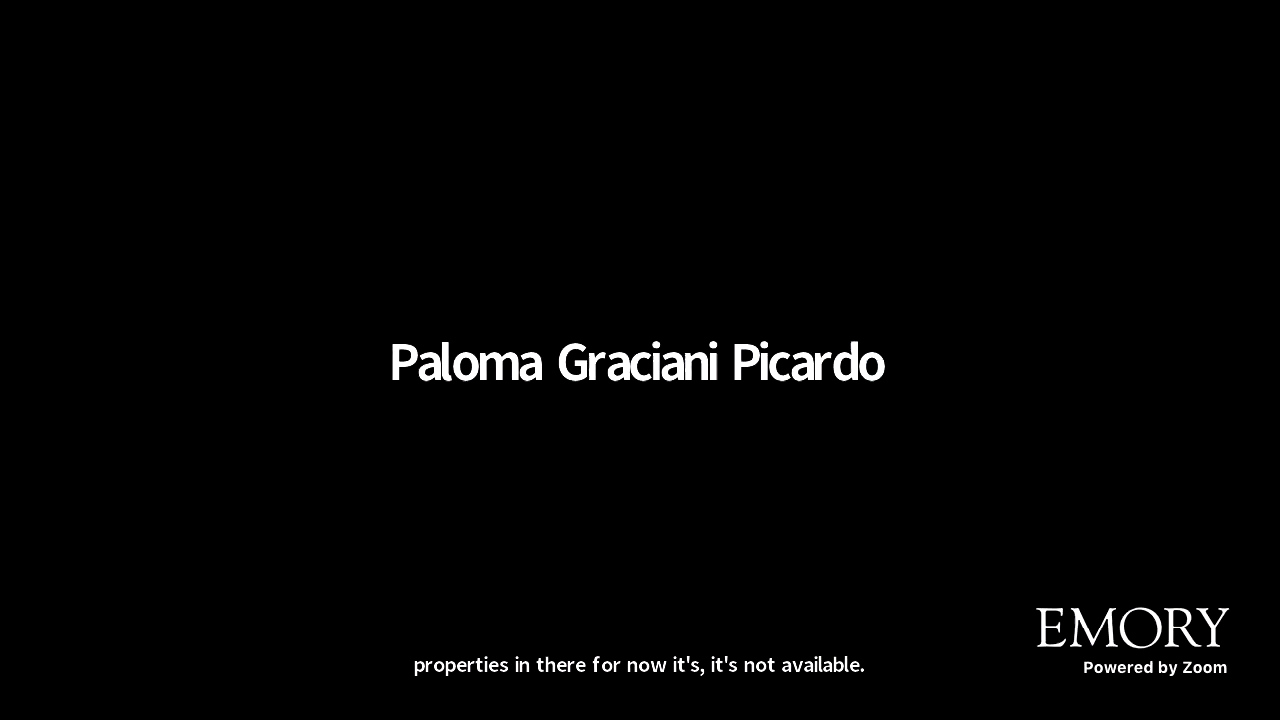 Paloma Graciani Picardo
EMORY
properties in there for now it's, it's not available.
Powered by Zoom